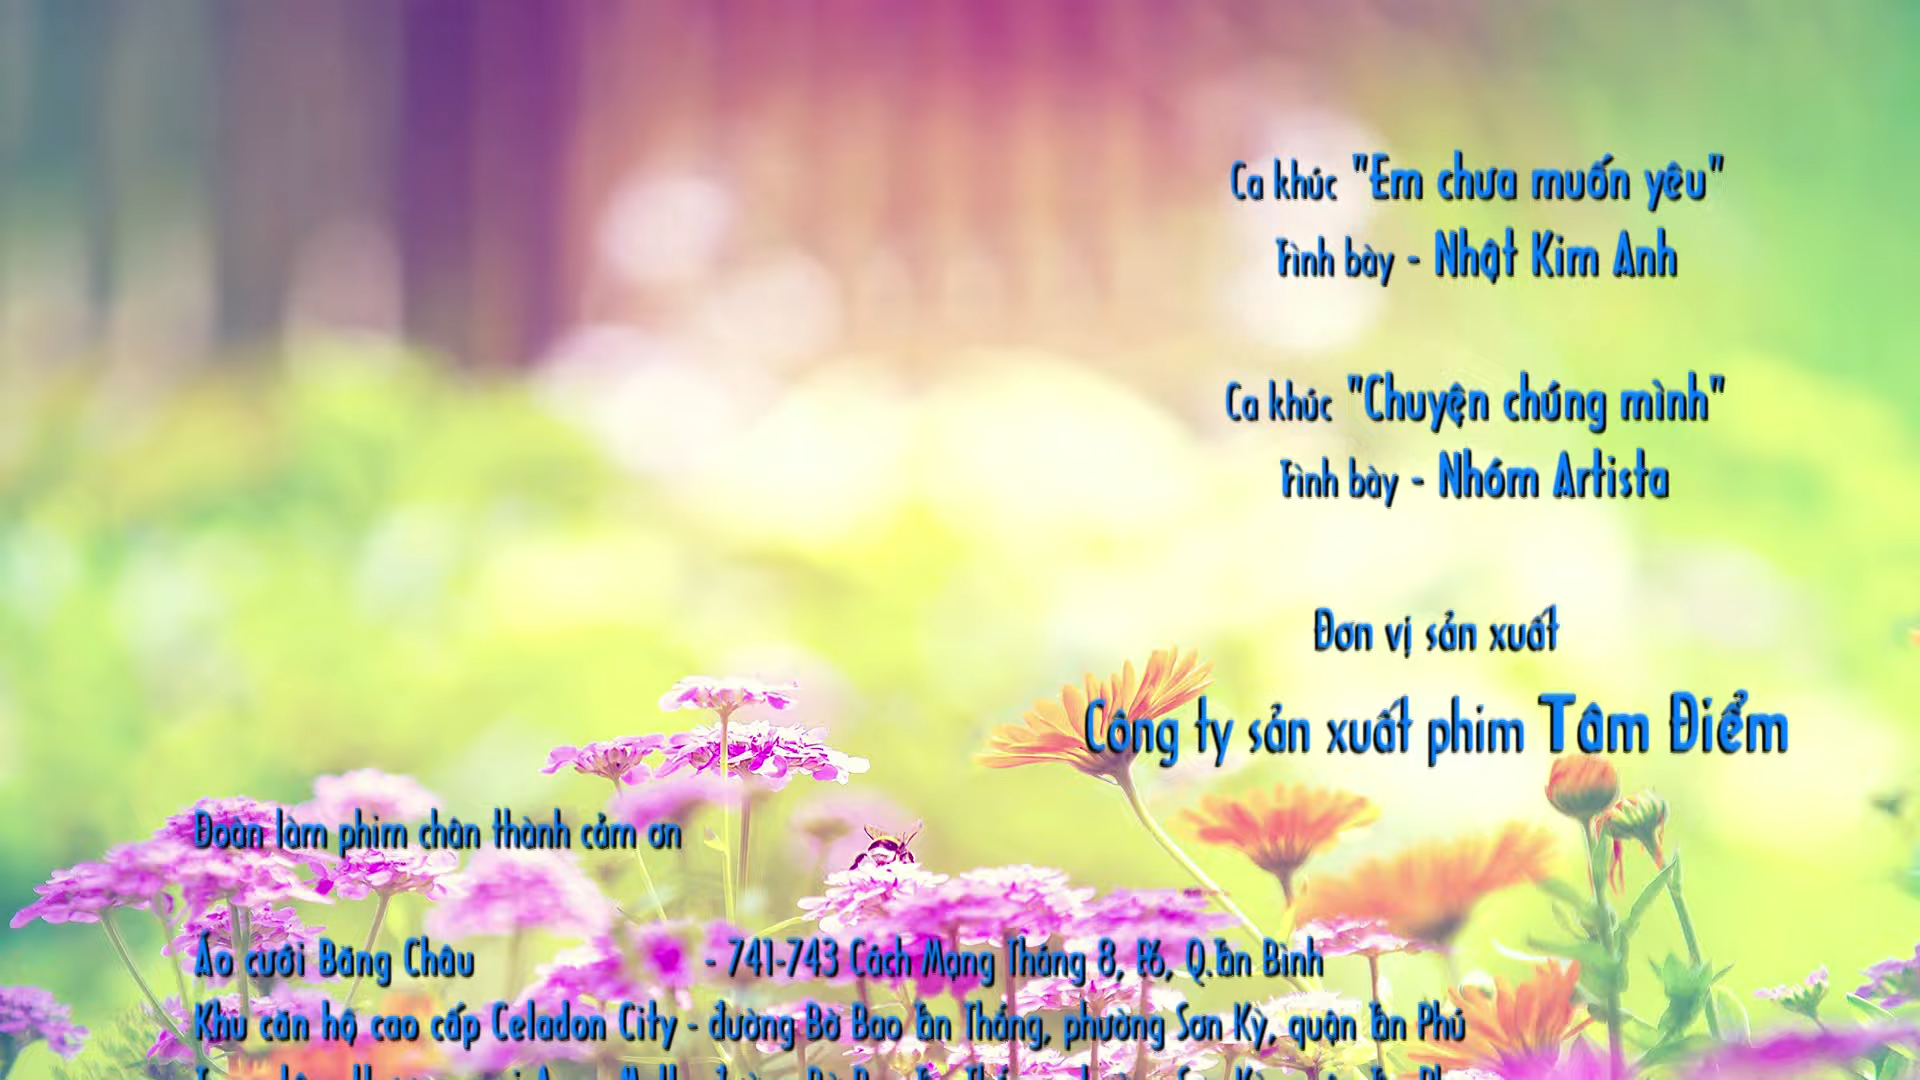 Ca khúc "Em chưa muốn yêu"
Trình bày - Nhật Kim Anh
Ca khúc "Chuyện chúng mình"
Trình bày - Nhóm Artista
Đơn vị sản xuất
Công ty sản xuất phim Tâm Điểm
Đoàn làm phim chân thành cảm ơn
Áo cưới Băng Châu - 741-743 Cách Mạng Tháng 8, P.6, Q.Tân Bình
Khu căn hộ cao cấp Celadon City - đường Bờ Bao Tân Thắng, phường Sơn Kỳ, quận Tân Phú